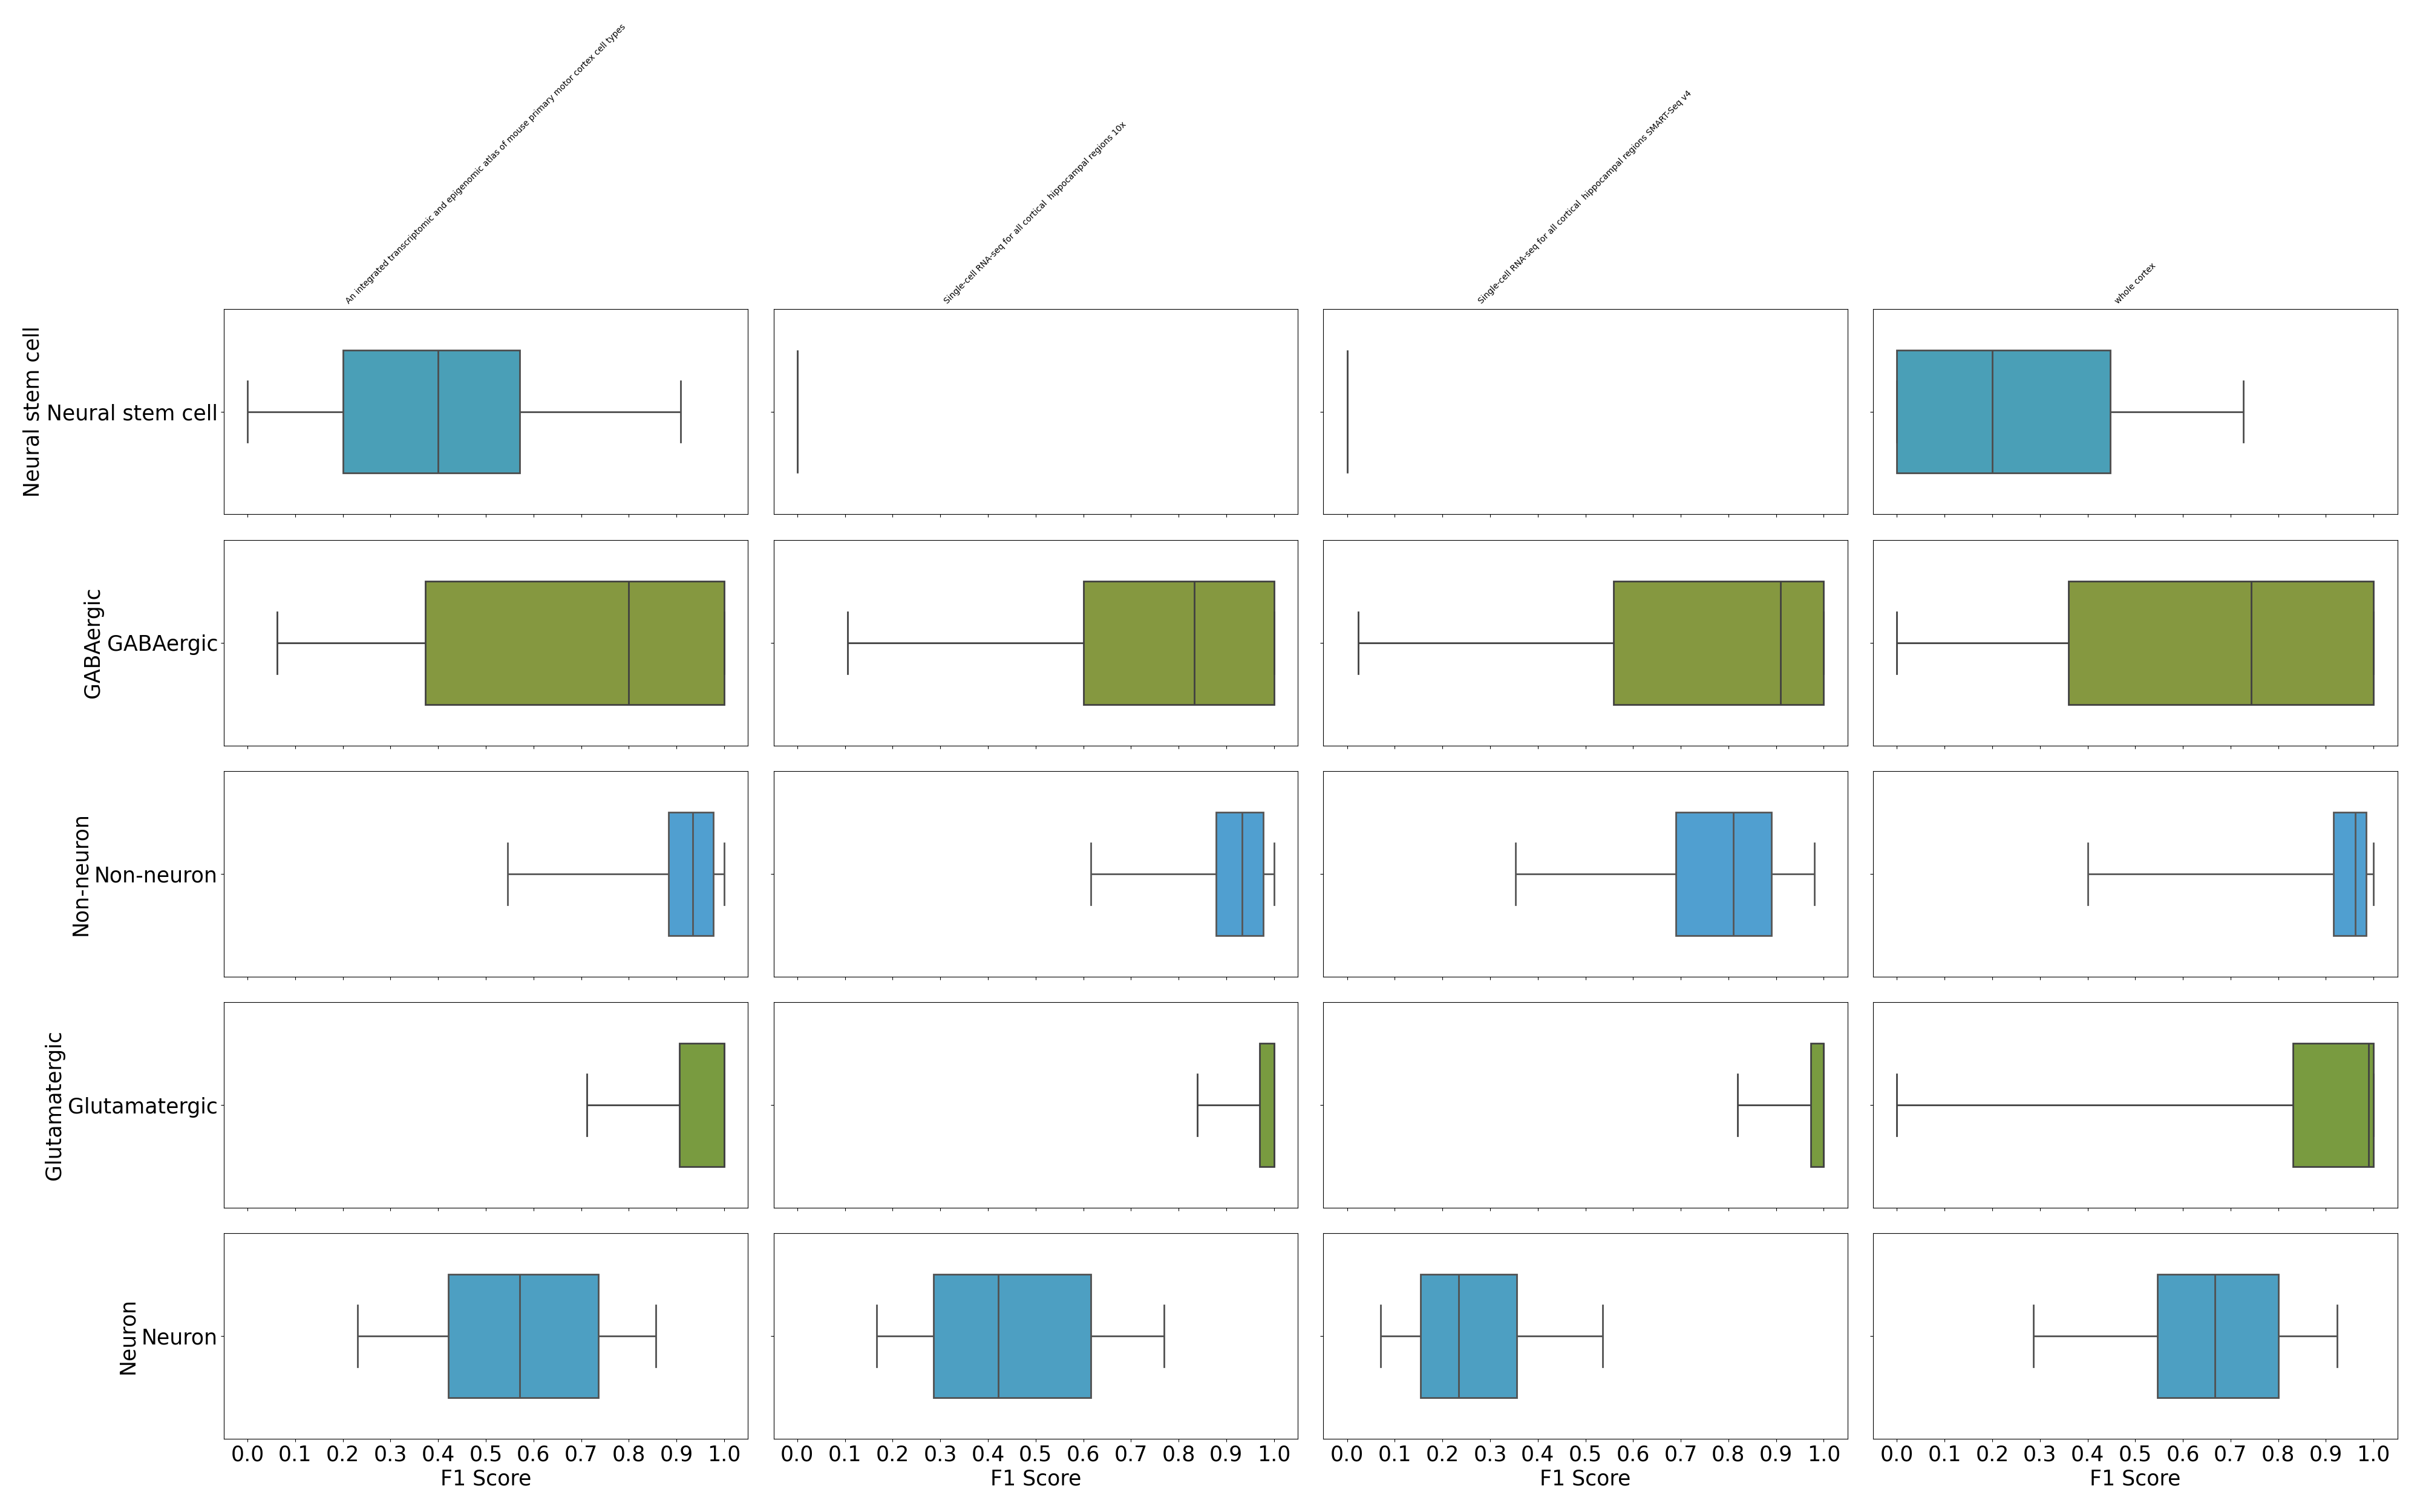 An integrated transcriptomic and epigenomic atlas of mouse primary motor cortex cell types
Single-cell RNA-seq for all cortical  hippocampal regions 10x
Single-cell RNA-seq for all cortical  hippocampal regions SMART-Seq v4
whole cortex
Neural stem cell
Neural stem cell
GABAergic
GABAergic
Non-neuron
Non-neuron
Glutamatergic
Glutamatergic
Neuron
Neuron
0.0 0.1 0.2 0.3 0.4 0.5 0.6 0.7 0.8 0.9 1.0
F1 Score
0.0 0.1 0.2 0.3 0.4 0.5 0.6 0.7 0.8 0.9 1.0
F1 Score
0.0 0.1 0.2 0.3 0.4 0.5 0.6 0.7 0.8 0.9 1.0
F1 Score
0.0 0.1 0.2 0.3 0.4 0.5 0.6 0.7 0.8 0.9 1.0
F1 Score